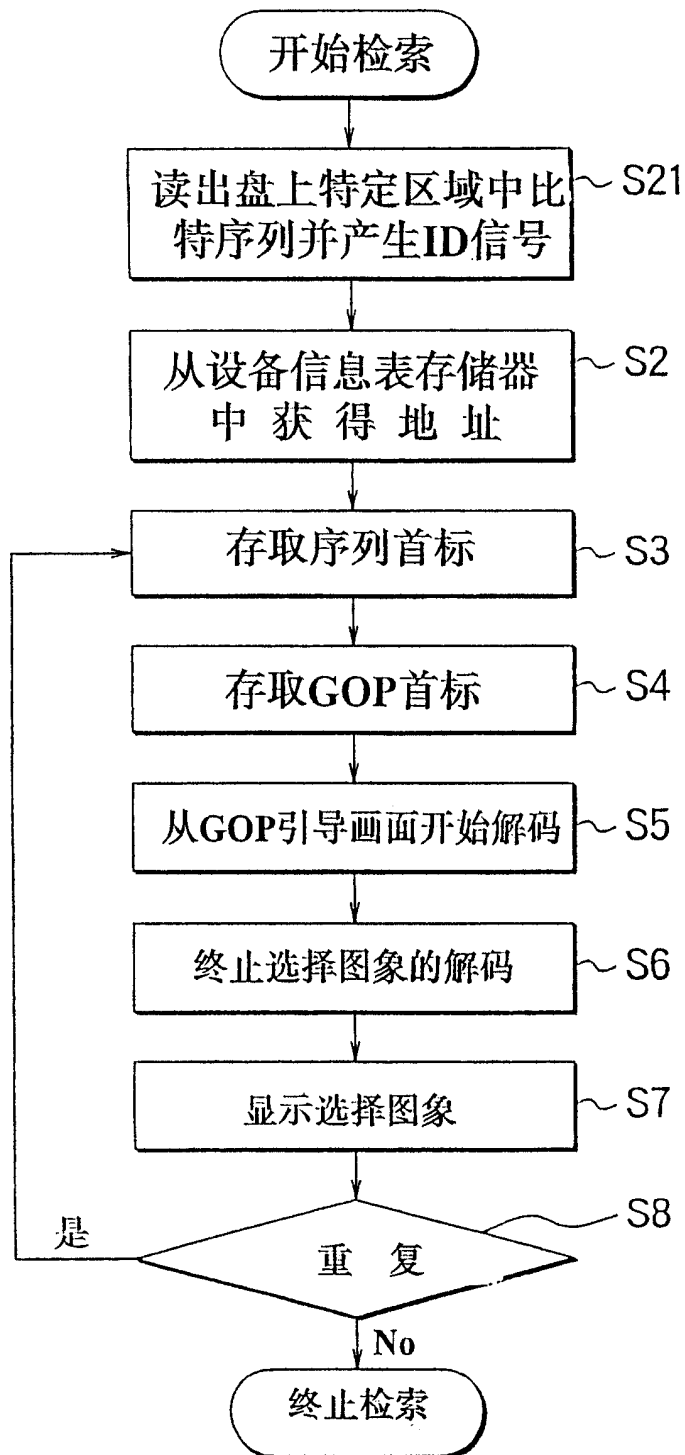 开始检索
读出盘上特定区域中比
特序列并产生ID信号
S21
从设备信息表存储器
中 获 得 地 址
S2
存取序列首标
S3
存取GOP首标
S4
从GOP引导画面开始解码
S5
终止选择图象的解码
S6
显示选择图象
S7
重 复
S8
是
No
终止检索